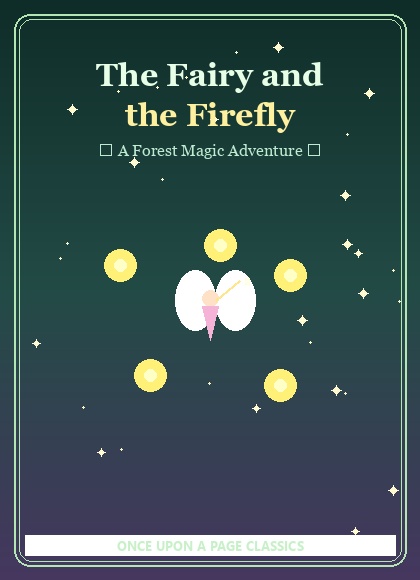 The Fairy and
the Firefly
□ A Forest Magic Adventure □
ONCE UPON A PAGE CLASSICS